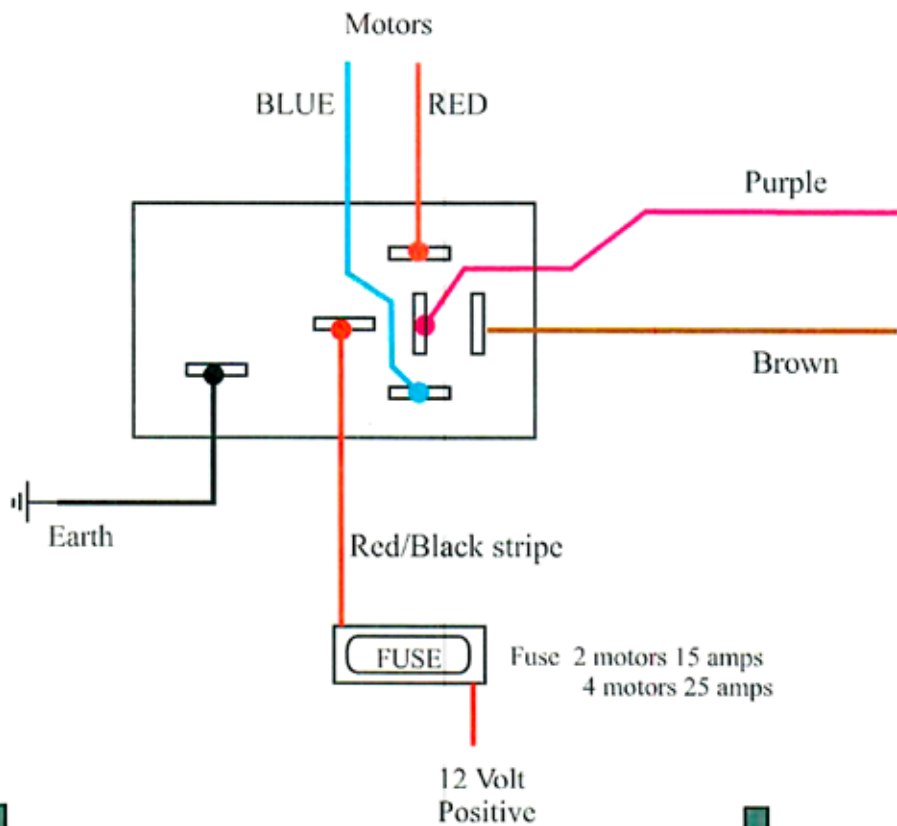 Motors
BLUE
RED
Purple
Brown
Earth
Red/Black stripe
FUSE
Fuse 2 motors 15 amps
4 motors 25 amps
12 Volt
Positive